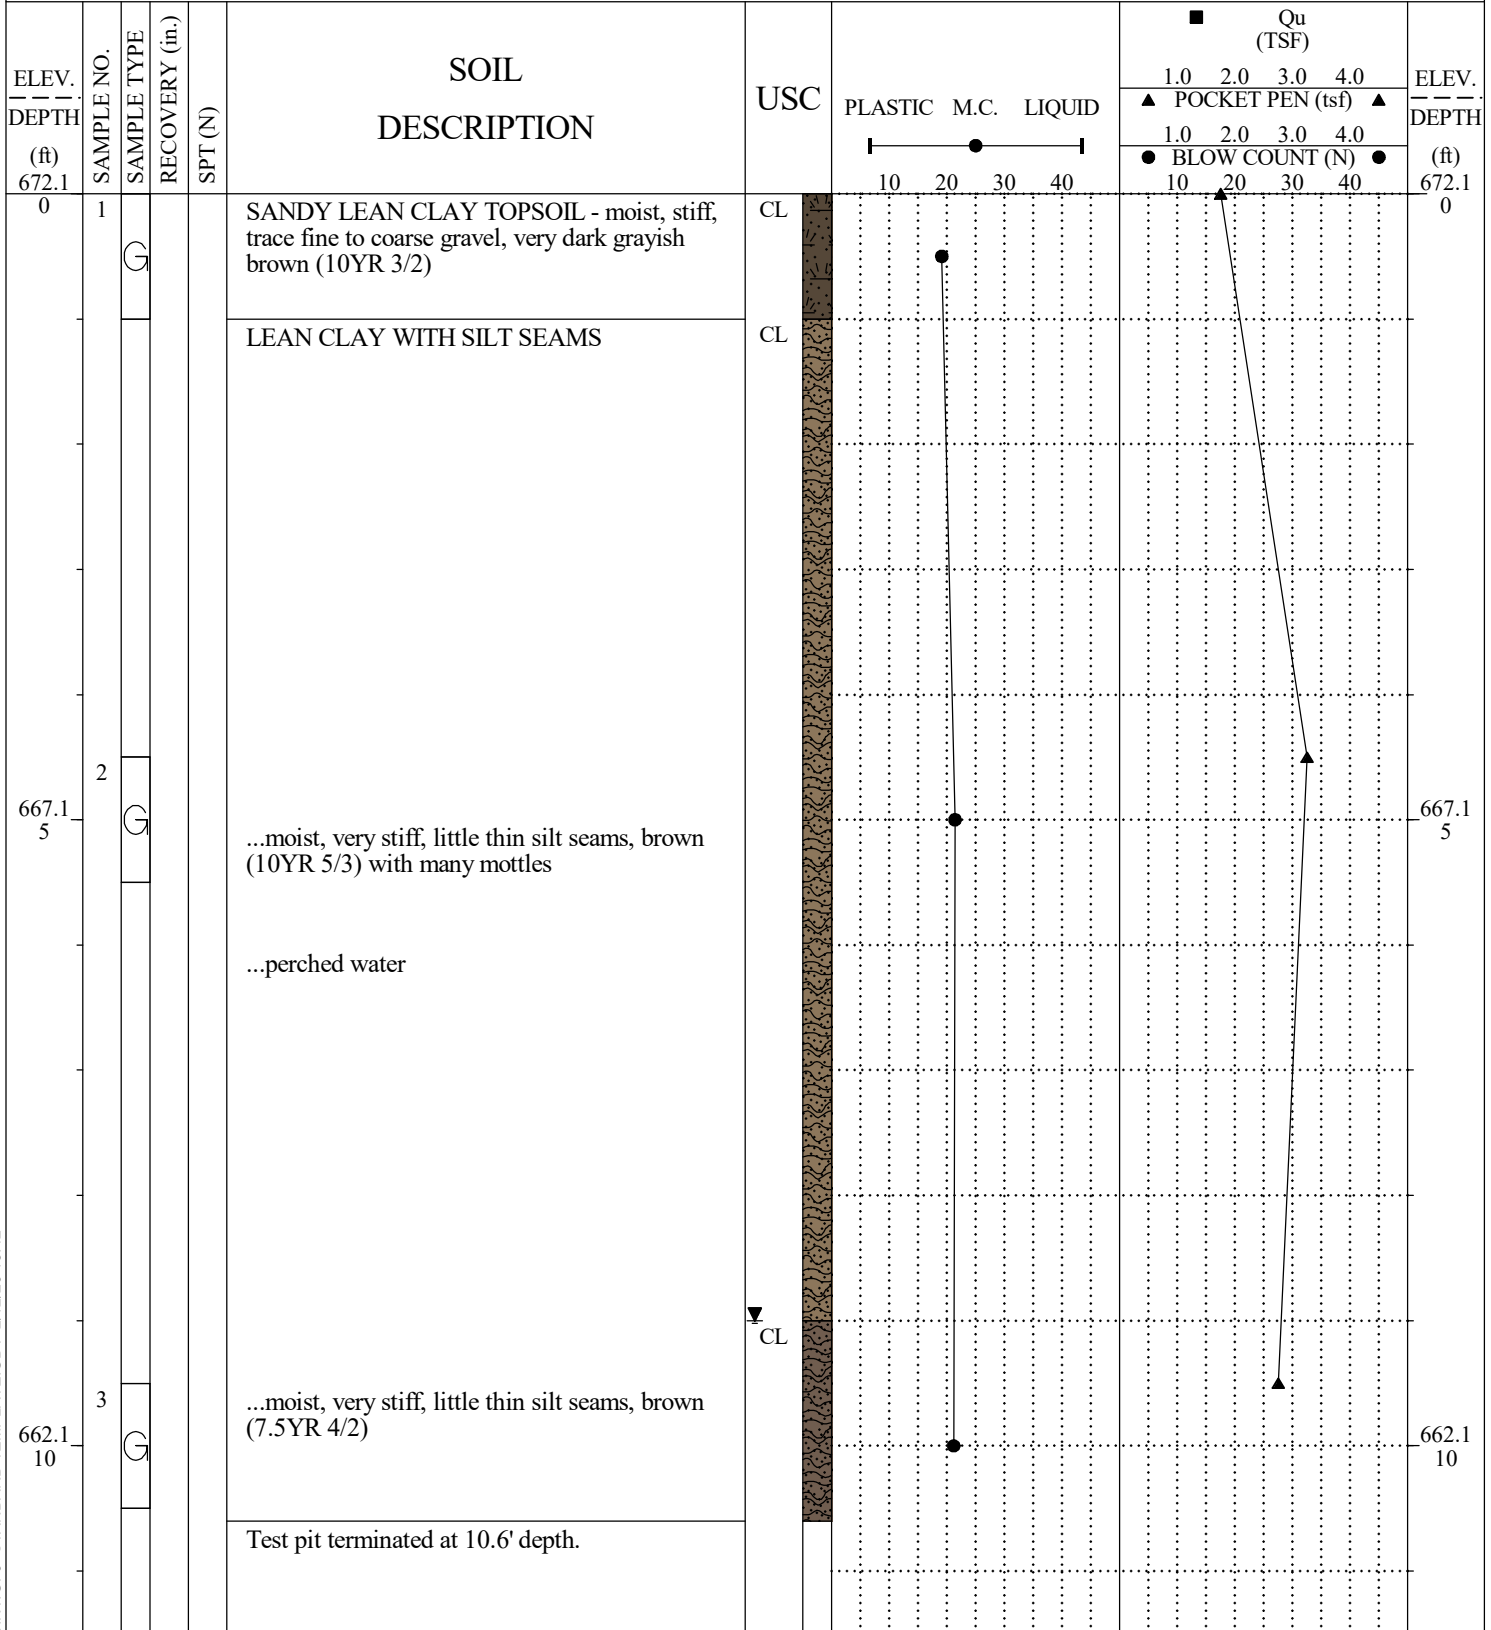 ELEV.
DEPTH
(ft)
672.1
0
SAMPLE NO.
SAMPLE TYPE
RECOVERY (in.)
SPT (N)
SOIL
DESCRIPTION
USC
PLASTIC M.C. LIQUID
10 20 30 40
Qu
(TSF)
1.0 2.0 3.0 4.0
POCKET PEN (tsf)
1.0 2.0 3.0 4.0
BLOW COUNT (N)
10 20 30 40
ELEV.
DEPTH
(ft)
672.1
0
1
G
SANDY LEAN CLAY TOPSOIL - moist, stiff,
trace fine to coarse gravel, very dark grayish
brown (10YR 3/2)
CL
LEAN CLAY WITH SILT SEAMS
CL
2
667.1
5
G
...moist, very stiff, little thin silt seams, brown
(10YR 5/3) with many mottles
667.1
5
...perched water
CL
3
...moist, very stiff, little thin silt seams, brown
(7.5YR 4/2)
662.1
10
G
662.1
10
Test pit terminated at 10.6' depth.